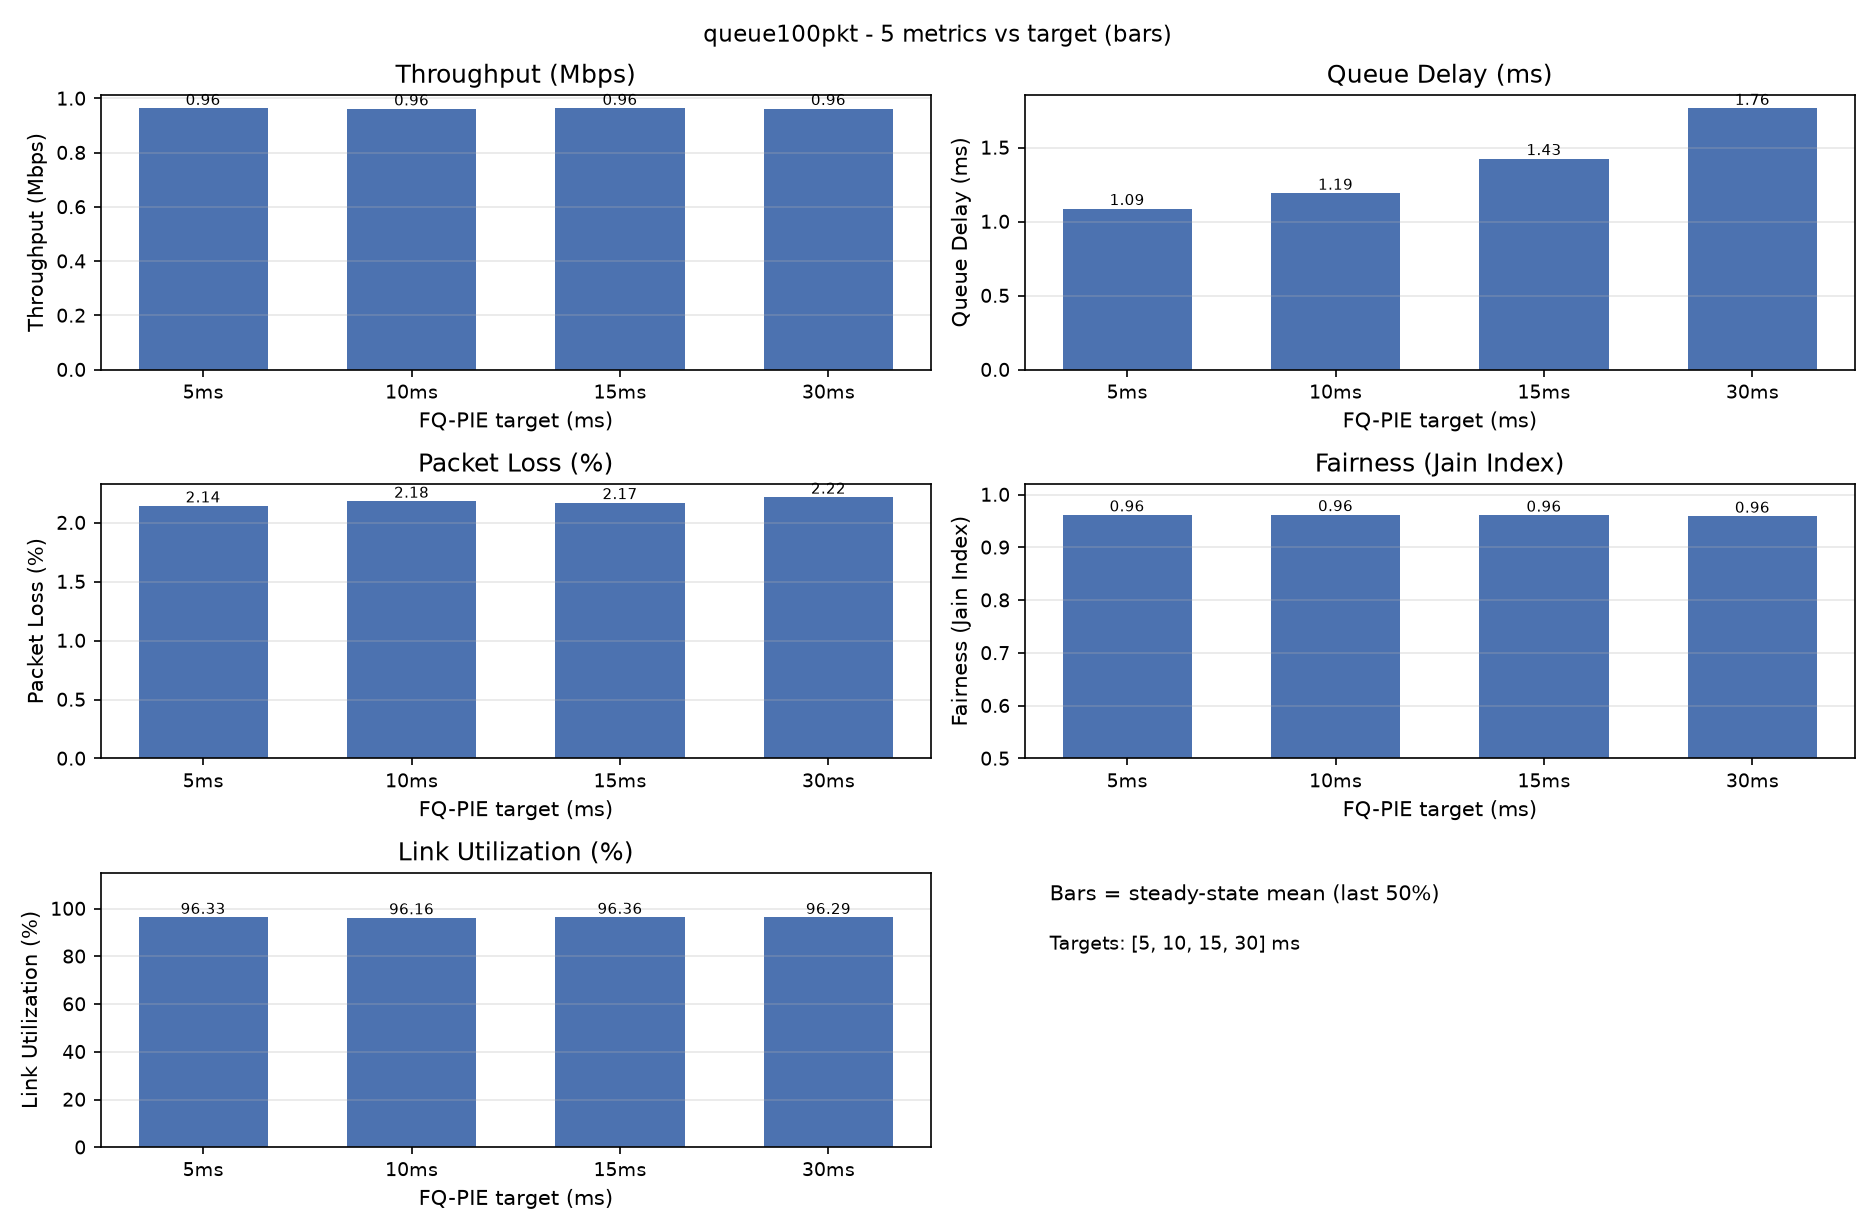 queue100pkt - 5 metrics vs target (bars)
Throughput (Mbps)
Throughput (Mbps)
1.0
0.8
0.6
0.4
0.2
0.0
0.96
0.96
0.96
0.96
5ms
10ms
15ms
30ms
FQ-PIE target (ms)
Queue Delay (ms)
Queue Delay (ms)
1.5
1.0
0.5
0.0
1.09
1.19
1.43
1.76
5ms
10ms
15ms
30ms
FQ-PIE target (ms)
Packet Loss (%)
Packet Loss (%)
2.0
1.5
1.0
0.5
0.0
2.14
2.18
2.17
2.22
5ms
10ms
15ms
30ms
FQ-PIE target (ms)
Fairness (Jain Index)
Fairness (Jain Index)
1.0
0.9
0.8
0.7
0.6
0.5
0.96
0.96
0.96
0.96
5ms
10ms
15ms
30ms
FQ-PIE target (ms)
Link Utilization (%)
Link Utilization (%)
100
80
60
40
20
0
96.33
96.16
96.36
96.29
5ms
10ms
15ms
30ms
FQ-PIE target (ms)
Bars = steady-state mean (last 50%)
Targets: [5, 10, 15, 30] ms